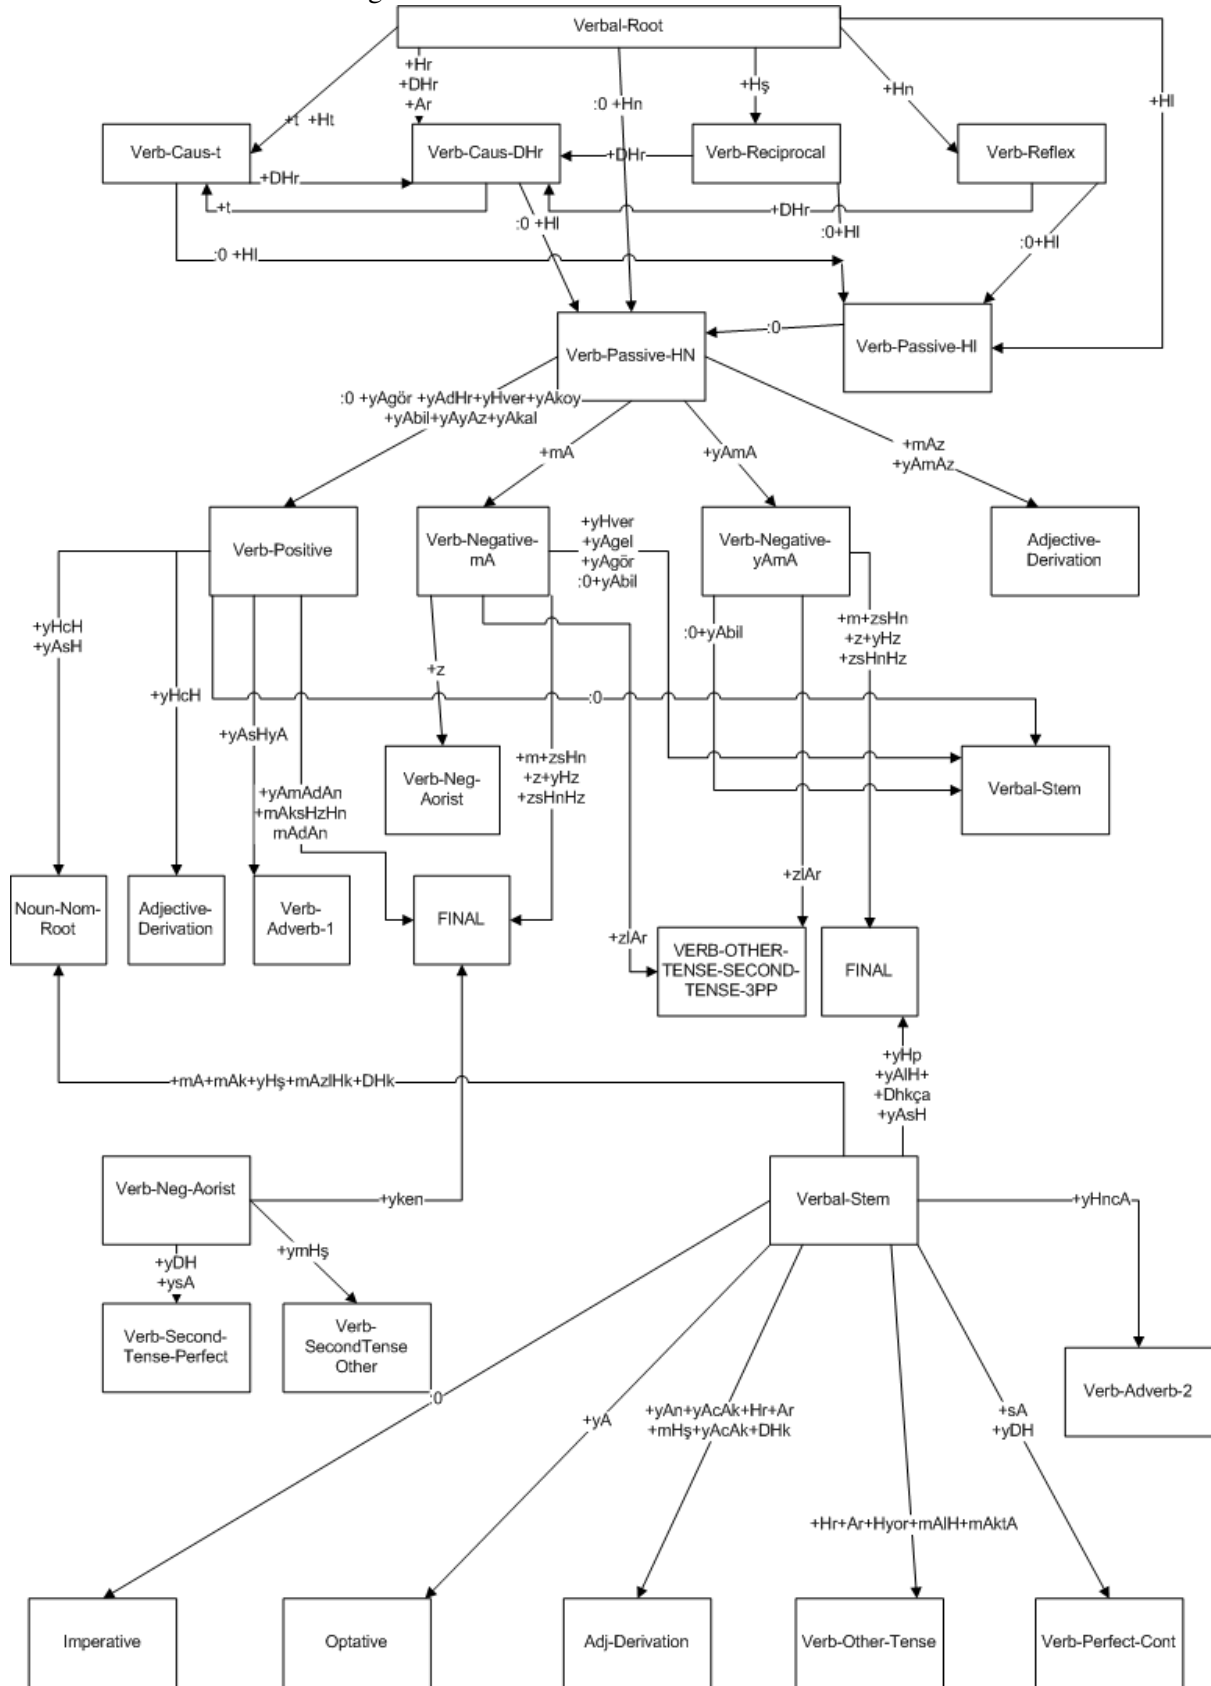 Verbal-Root
+Hr
+DHr
+Ar
+Hş
+Hn
+Hl
:0 +Hn
+t +Ht
Verb-Caus-t
Verb-Caus-DHr
Verb-Reciprocal
Verb-Reflex
+DHr
+DHr
+t
+DHr
:0 +Hl
:0+Hl
:0+Hl
:0 +Hl
Verb-Passive-HN
:0
Verb-Passive-Hl
:0 +yAgör +yAdHr+yHver+yAkoy
+yAbil+yAyAz+yAkal
+mA
+yAmA
+mAz
+yAmAz
Verb-Positive
Verb-Negative-
mA
+yHver
+yAgel
+yAgör
:0+yAbil
Verb-Negative-
yAmA
Adjective-
Derivation
+yHcH
+yAsH
+yHcH
+yAsHyA
+yAmAdAn
+mAksHzHn
mAdAn
+z
+m+zsHn
+z+yHz
+zsHnHz
:0+yAbil
+m+zsHn
+z+yHz
+zsHnHz
:0
Verb-Neg-
Aorist
Verbal-Stem
+zlAr
+zlAr
Noun-Nom-
Root
Adjective-
Derivation
Verb-
Adverb-1
FINAL
VERB-OTHER-
TENSE-SECOND-
TENSE-3PP
FINAL
+mA+mAk+yHş+mAzlHk+DHk
+yHp
+yAlH+
+Dhkça
+yAsH
Verb-Neg-Aorist
+yken
Verbal-Stem
+yHncA
+yDH
+ysA
+ymHş
Verb-Second-
Tense-Perfect
Verb-
SecondTense
Other
Verb-Adverb-2
:0
+yA
+yAn+yAcAk+Hr+Ar
+mHş+yAcAk+DHk
+sA
+yDH
+Hr+Ar+Hyor+mAlH+mAktA
Imperative
Optative
Adj-Derivation
Verb-Other-Tense
Verb-Perfect-Cont